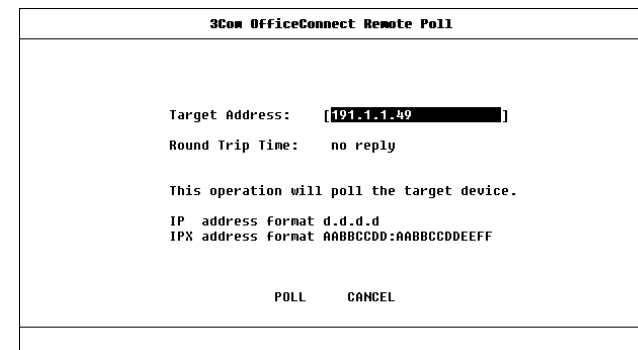 3Com OfficeConnect Remote Poll
Target Address: [191.1.1.49 ]
Round Trip Time: no reply
This operation will poll the target device.
IP address format d.d.d.d
IPX address format AABBCCDD:AABBCCDDEEFF
POLL CANCEL